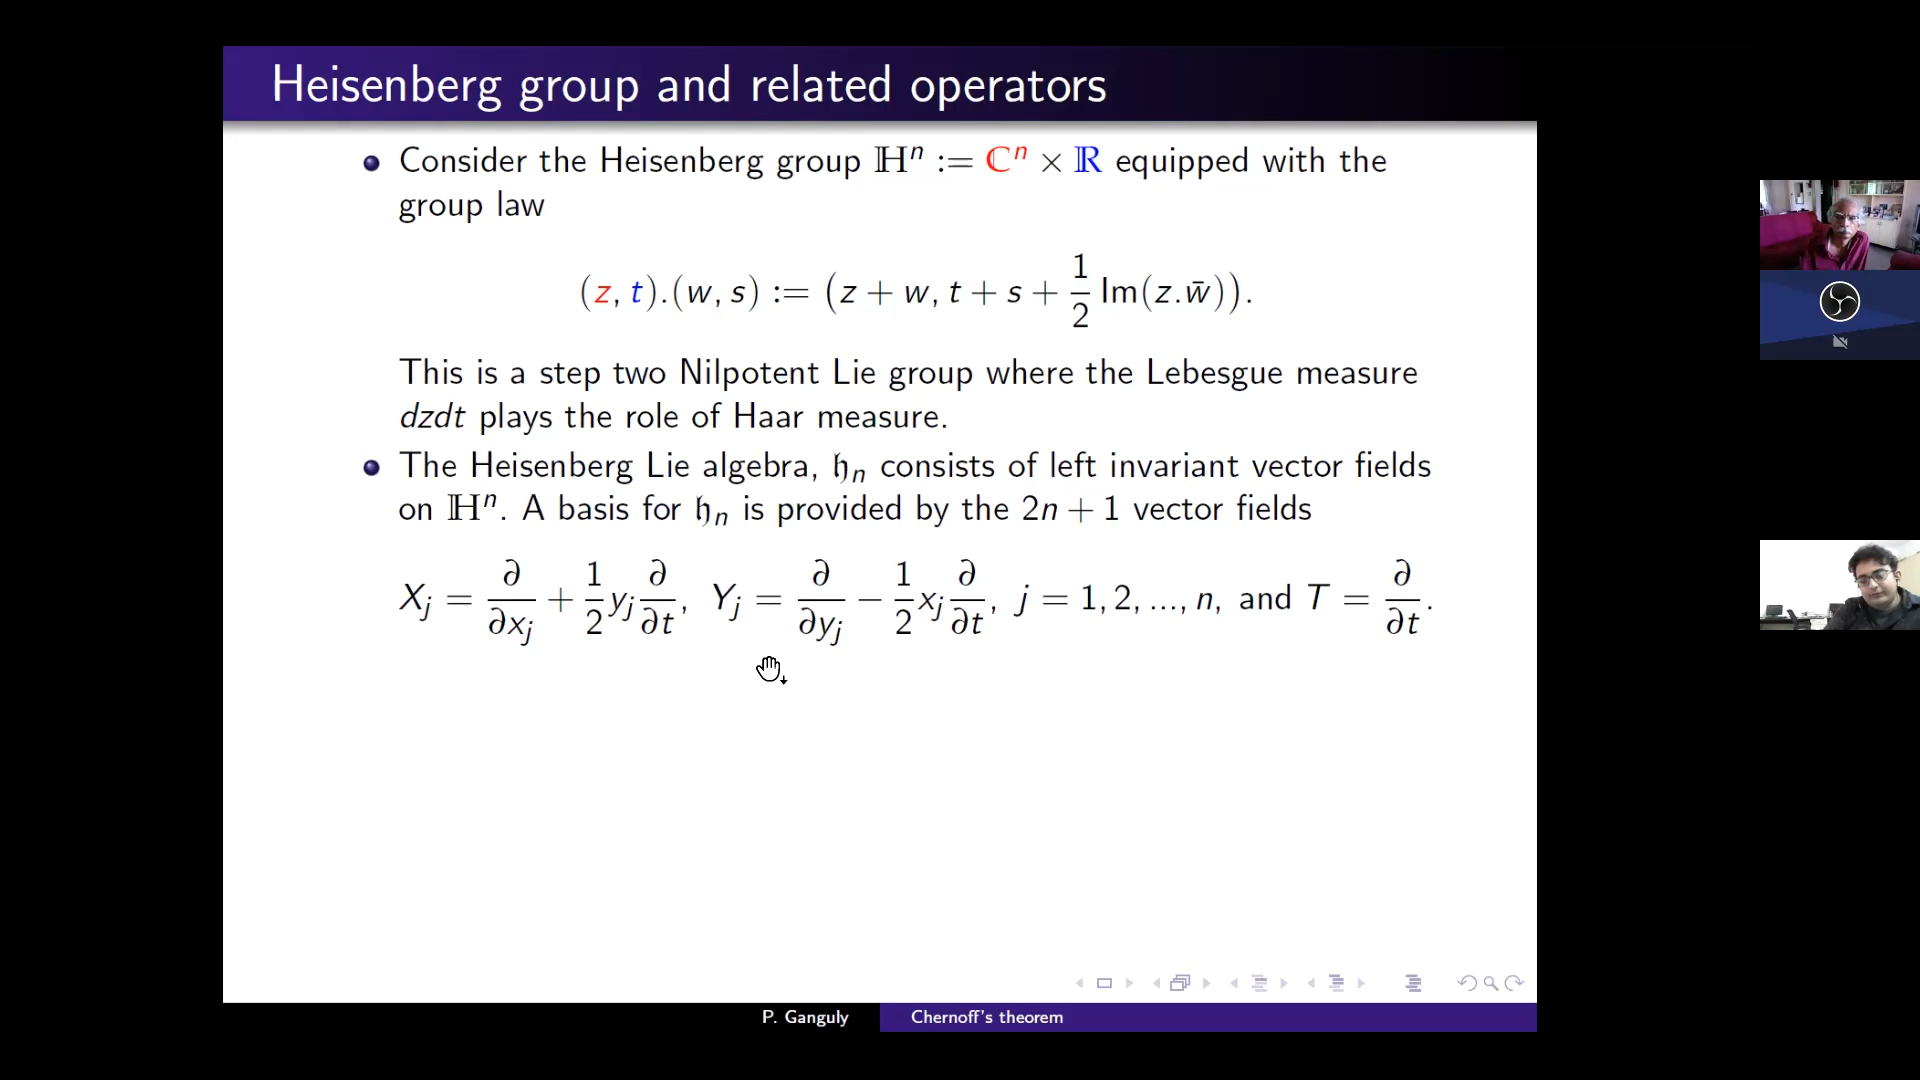 Heisenberg group and related operators
Consider the Heisenberg group ℍⁿ := ℂⁿ × ℝ equipped with the
group law
(z, t).(w, s) := (z + w, t + s + 1/2 Im(z.w̄)).
This is a step two Nilpotent Lie group where the Lebesgue measure
dzdt plays the role of Haar measure.
The Heisenberg Lie algebra, 𝔥ₙ consists of left invariant vector fields
on ℍⁿ. A basis for 𝔥ₙ is provided by the 2n + 1 vector fields
Xⱼ = ∂/∂xⱼ + 1/2 yⱼ ∂/∂t, Yⱼ = ∂/∂yⱼ − 1/2 xⱼ ∂/∂t, j = 1, 2, ..., n, and T = ∂/∂t.
P. Ganguly
Chernoff's theorem